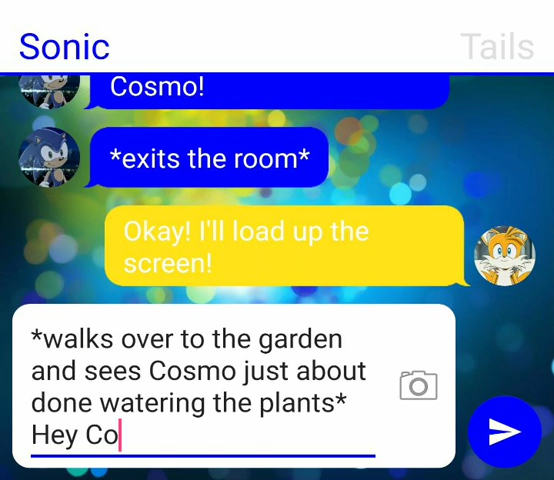 Sonic
Tails
Cosmo!
*exits the room*
Okay! I'll load up the
screen!
*walks over to the garden
and sees Cosmo just about
done watering the plants*
Hey Co